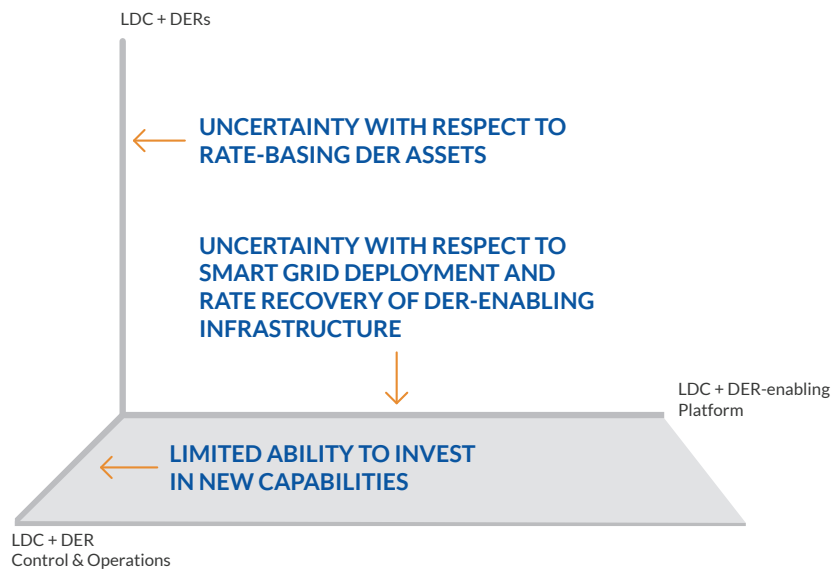 LDC + DERs
UNCERTAINTY WITH RESPECT TO
RATE-BASING DER ASSETS
UNCERTAINTY WITH RESPECT TO
SMART GRID DEPLOYMENT AND
RATE RECOVERY OF DER-ENABLING
INFRASTRUCTURE
LDC + DER-enabling
Platform
LIMITED ABILITY TO INVEST
IN NEW CAPABILITIES
LDC + DER
Control & Operations